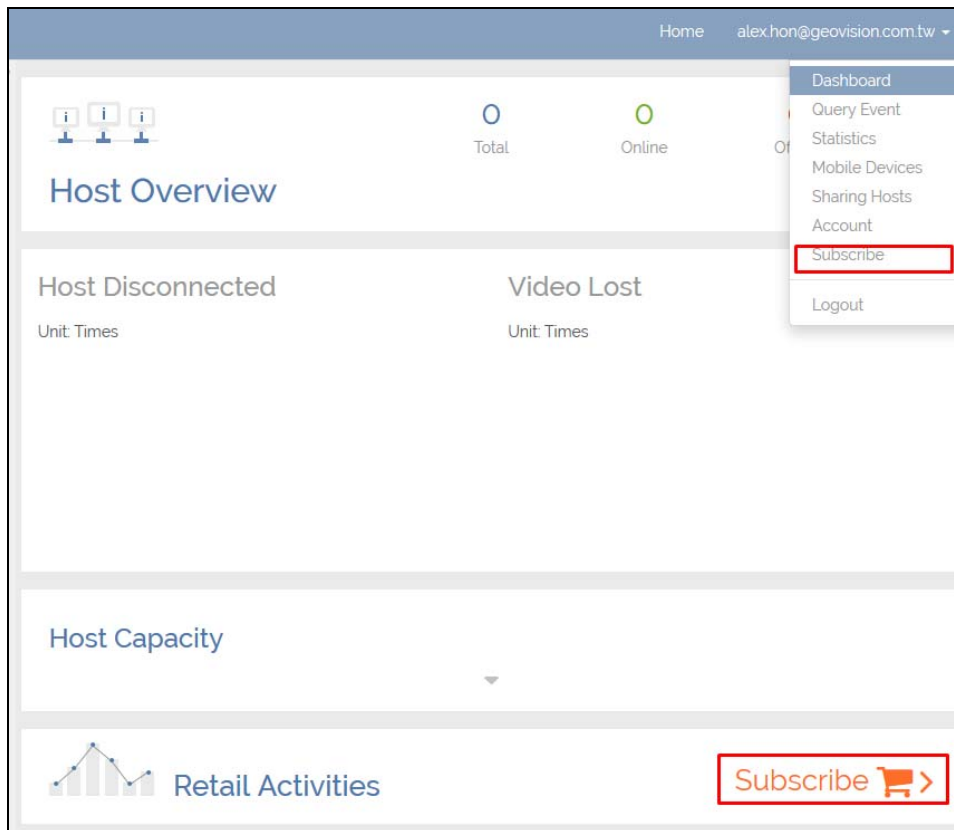 Home alex.hon@geovision.com.tw
Dashboard
Query Event
Statistics
Mobile Devices
Sharing Hosts
Account
Subscribe
Logout
i i i
0 0
Total Online
Host Overview
Host Disconnected Video Lost
Unit: Times Unit: Times
Host Capacity
Retail Activities Subscribe